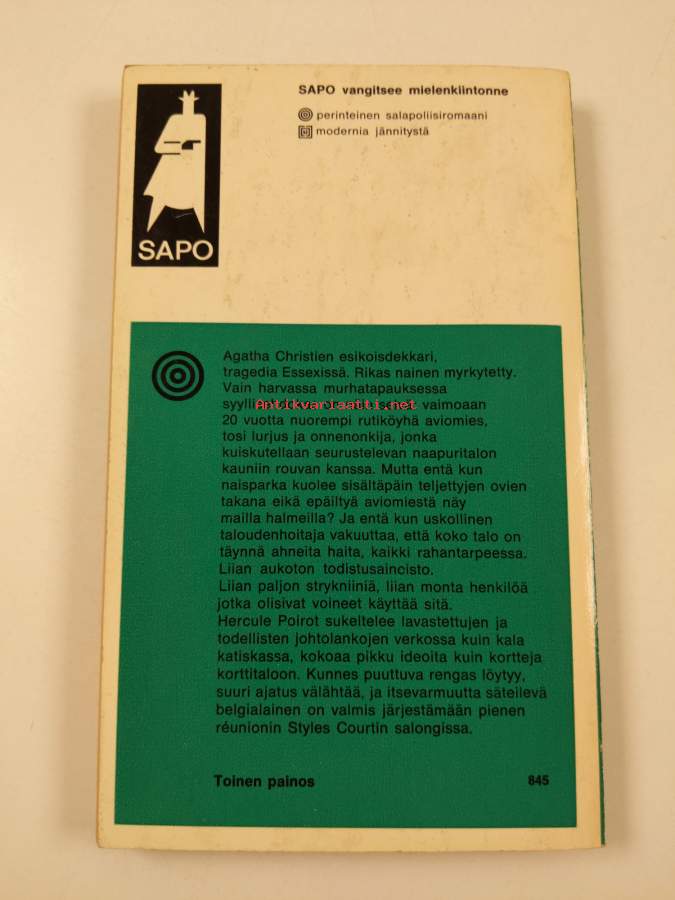 SAPO vangitsee mielenkiintonne
perinteinen salapoliisiromaani
modernia jännitystä
SAPO
Agatha Christien esikoisdekkari,
tragedia Essexissä. Rikas nainen myrkytetty.
Vain harvassa murhatapauksessa
vaimoaan
Antikvariaatti.net
20 vuotta nuorempi rutiköyhä aviomies,
tosi lurjus ja onnenonkija, jonka
kuiskutellaan seurustelevan naapuritalon
kauniin rouvan kanssa. Mutta entä kun
naisparka kuolee sisältäpäin teljettyjen ovien
takana eikä epäiltyä aviomiestä näy
mailla halmeilla? Ja entä kun uskollinen
taloudenhoitaja vakuuttaa, että koko talo on
täynnä ahneita haita, kaikki rahantarpeessa.
Liian aukoton todistusaineisto.
Liian paljon strykniiniä, liian monta henkilöä
jotka olisivat voineet käyttää sitä.
Hercule Poirot sukeitelee lavastettujen ja
todellisten johtolankojen verkossa kuin kala
katiskassa, kokoaa pikku ideoita kuin kortteja
korttitaloon. Kunnes puuttuva rengas löytyy,
suuri ajatus välähtää, ja itsevarmuutta säteilevä
belgialainen on valmis järjestämään pienen
réunionin Styles Courtin salongissa.
Toinen painos 845